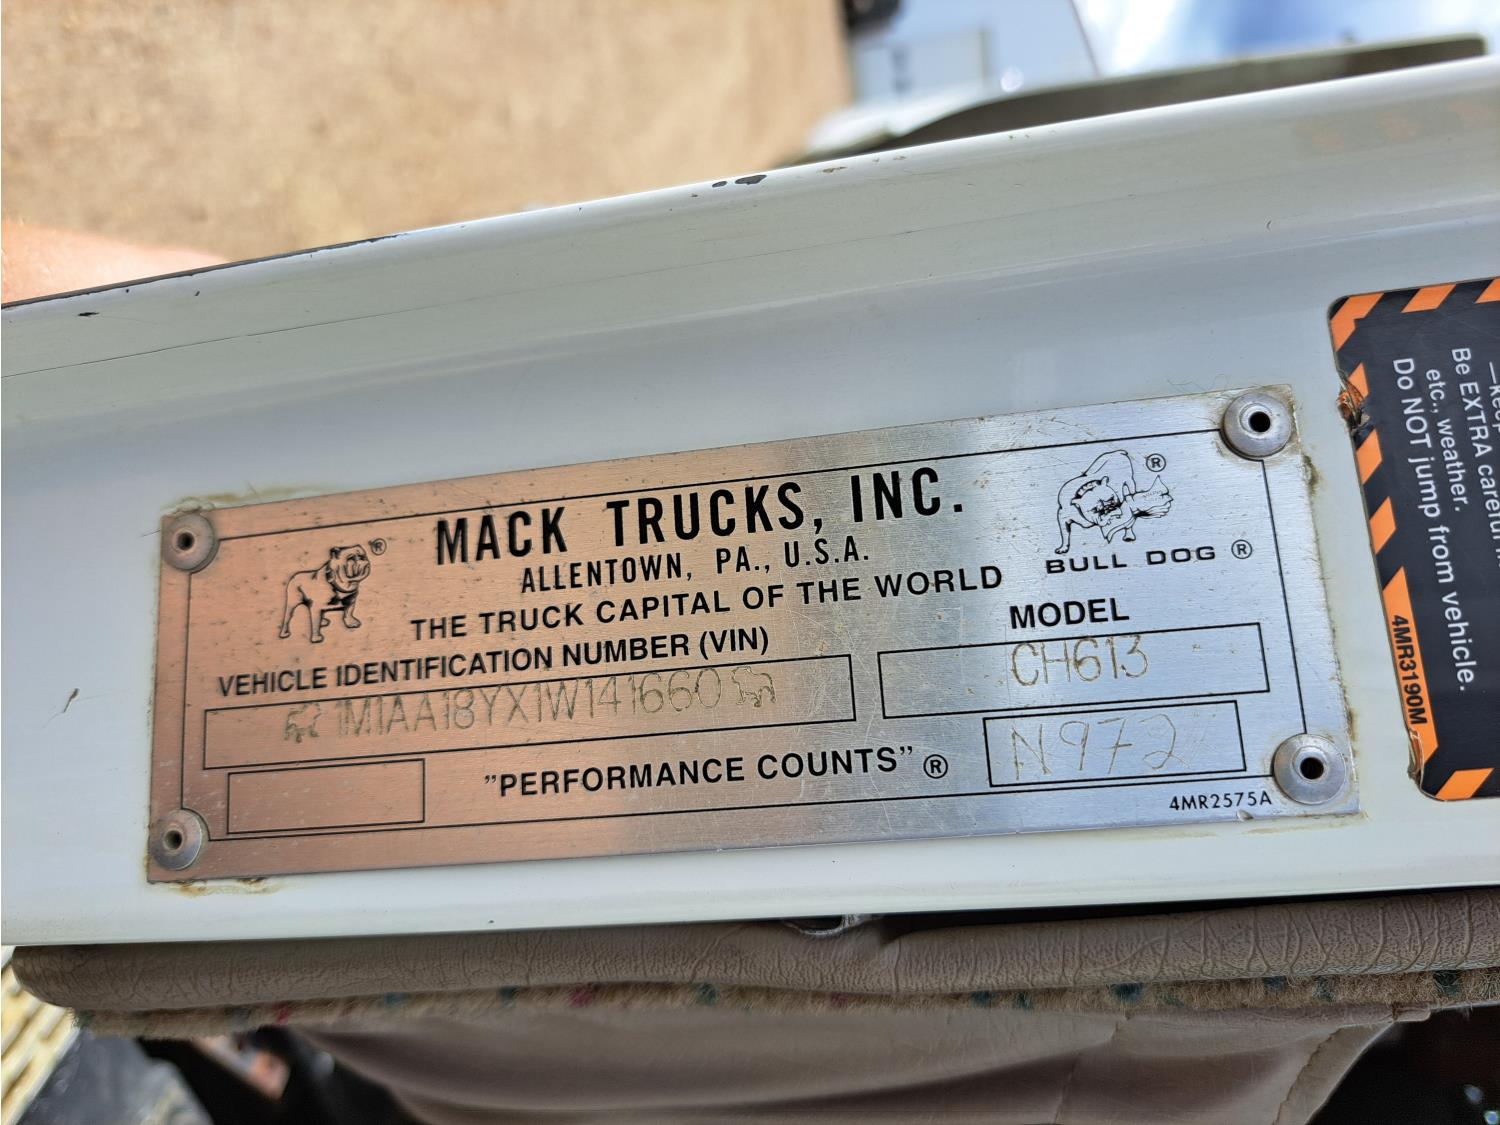 MACK TRUCKS, INC.
ALLENTOWN, PA., U.S.A.
THE TRUCK CAPITAL OF THE WORLD
BULL DOG ®
VEHICLE IDENTIFICATION NUMBER (VIN)
MODEL
1M1AA18YX1W141660
CH613
"PERFORMANCE COUNTS" ®
N972
4MR2575A
Be EXTRA careful
etc., weather.
Do NOT jump from vehicle.
4MR3190M